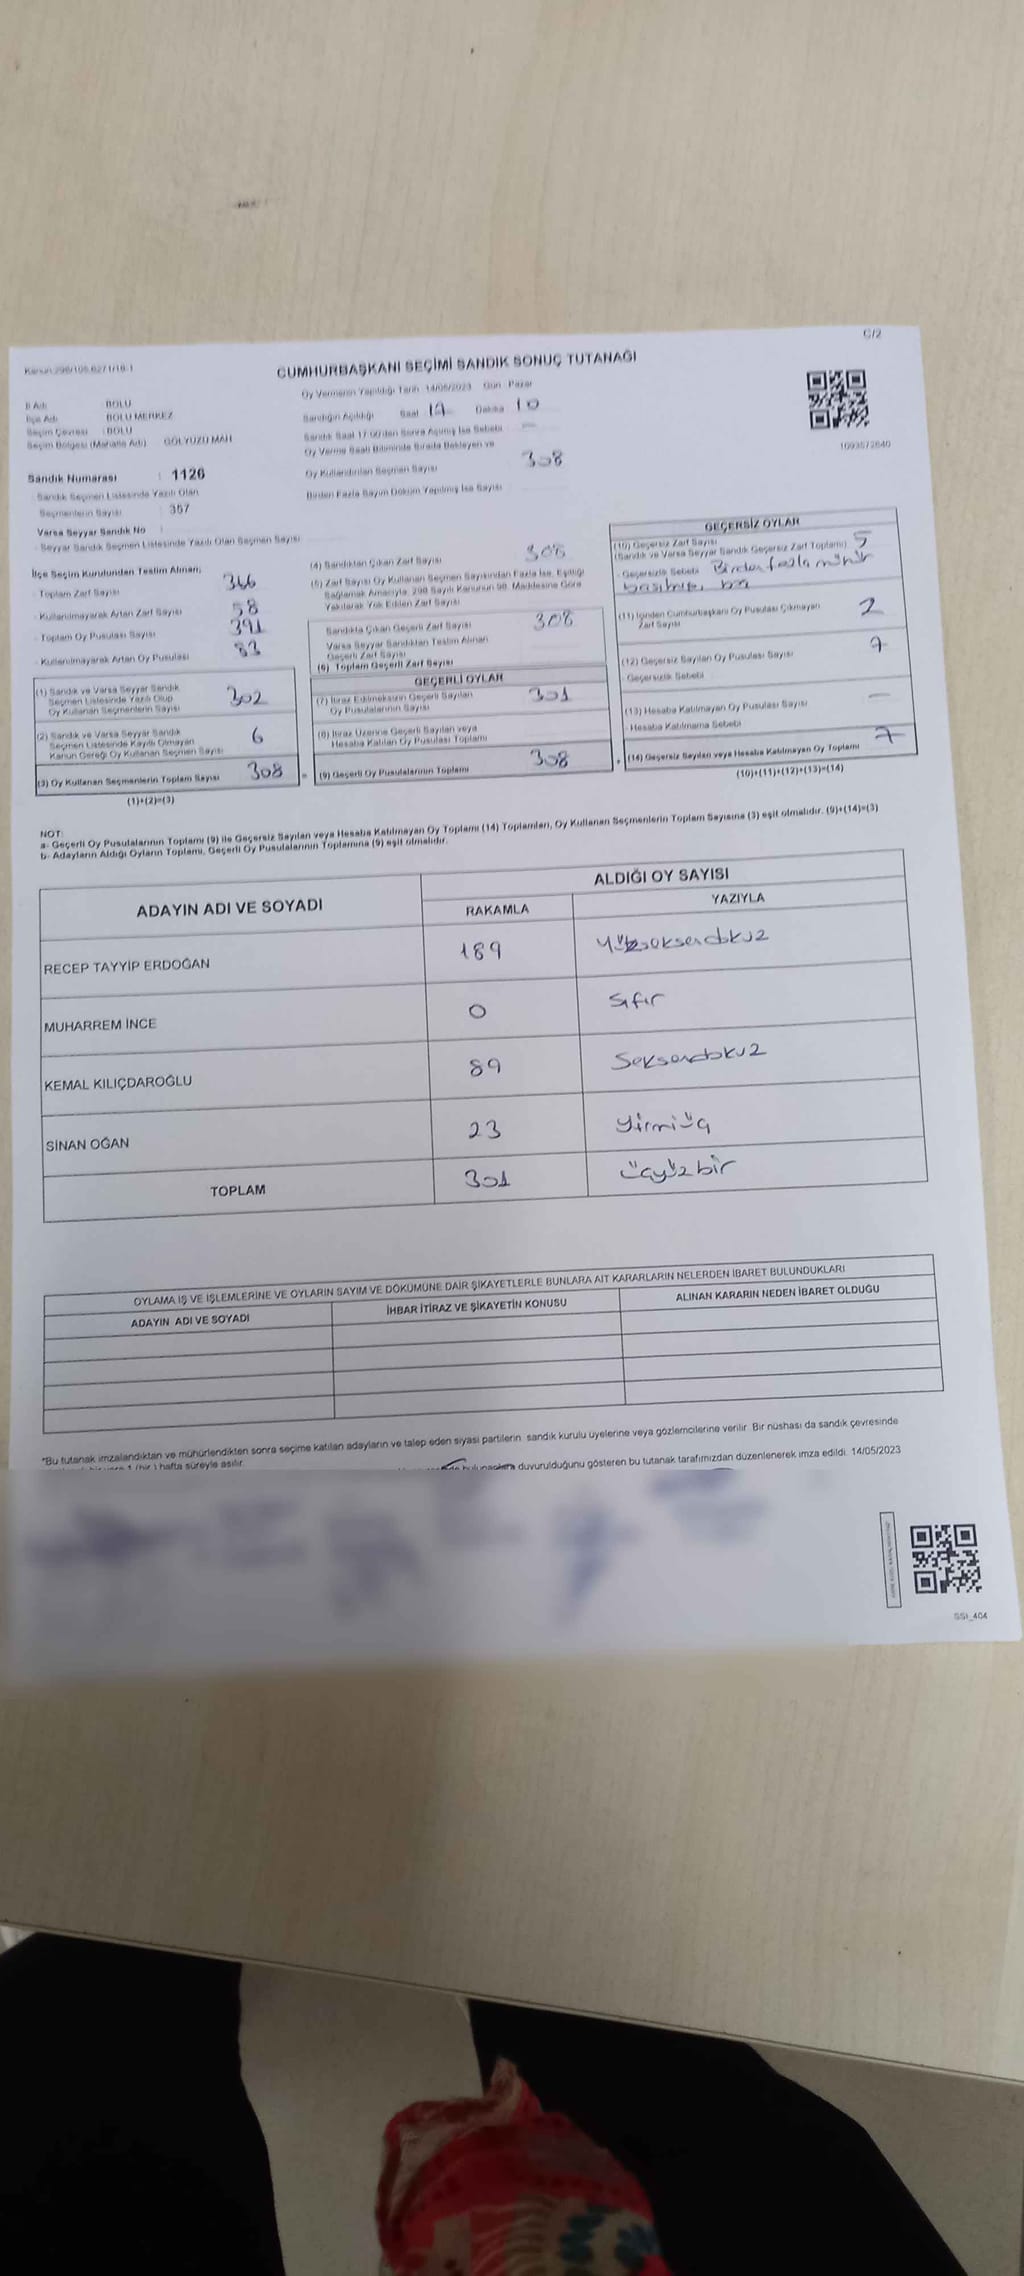 C/2
Kanun:298/105,6271/18-1
CUMHURBAŞKANI SEÇİMİ SANDIK SONUÇ TUTANAĞI
İl Adı : BOLU
İlçe Adı : BOLU MERKEZ
Seçim Çevresi : BOLU
Seçim Bölgesi (Mahalle Adı) GÖLYÜZÜ MAH
Oy Vermenin Yapıldığı Tarih 14/05/2023 Gün Pazar
Sandığın Açıldığı Saat 17 Dakika 10
Sandık Saat 17:00'den Sonra Açılmış İse Sebebi —
Oy Verme Saati Bitiminde Sırada Bekleyen ve
Oy Kullandırılan Seçmen Sayısı 308
Birden Fazla Sayım Döküm Yapılmış İse Sayısı
1093572640
Sandık Numarası : 1126
Sandık Seçmen Listesinde Yazılı Olan
Seçmenlerin Sayısı : 357
Varsa Seyyar Sandık No :
- Seyyar Sandık Seçmen Listesinde Yazılı Olan Seçmen Sayısı
İlçe Seçim Kurulundan Teslim Alınan;
- Toplam Zarf Sayısı 366
- Kullanılmayarak Artan Zarf Sayısı 58
- Toplam Oy Pusulası Sayısı 391
- Kullanılmayarak Artan Oy Pusulası 83
(1) Sandık ve Varsa Seyyar Sandık
Seçmen Listesinde Yazılı Olup
Oy Kullanan Seçmenlerin Sayısı 302
(2) Sandık ve Varsa Seyyar Sandık
Seçmen Listesinde Kayıtlı Olmayan
Kanun Gereği Oy Kullanan Seçmen Sayısı 6
(3) Oy Kullanan Seçmenlerin Toplam Sayısı 308
(1)+(2)=(3)
(4) Sandıktan Çıkan Zarf Sayısı 308
(5) Zarf Sayısı Oy Kullanan Seçmen Sayısından Fazla İse, Eşitliği
Sağlamak Amacıyla, 298 Sayılı Kanunun 98. Maddesine Göre
Yakılarak Yok Edilen Zarf Sayısı
Sandıkta Çıkan Geçerli Zarf Sayısı 308
Varsa Seyyar Sandıktan Teslim Alınan
Geçerli Zarf Sayısı
(6) Toplam Geçerli Zarf Sayısı
GEÇERLİ OYLAR
(7) İtiraz Edilmeksizin Geçerli Sayılan
Oy Pusulalarının Sayısı 301
(8) İtiraz Üzerine Geçerli Sayılan veya
Hesaba Katılan Oy Pusulası Toplamı
= (9) Geçerli Oy Pusulalarının Toplamı 308
GEÇERSİZ OYLAR
(10) Geçersiz Zarf Sayısı
(Sandık ve Varsa Seyyar Sandık Geçersiz Zarf Toplamı) 5
- Geçersizlik Sebebi Birden fazla mühür
basılmış,
(11) İçinden Cumhurbaşkanı Oy Pusulası Çıkmayan
Zarf Sayısı 2
(12) Geçersiz Sayılan Oy Pusulası Sayısı 7
- Geçersizlik Sebebi
(13) Hesaba Katılmayan Oy Pusulası Sayısı —
- Hesaba Katılmama Sebebi
+ (14) Geçersiz Sayılan veya Hesaba Katılmayan Oy Toplamı 7
(10)+(11)+(12)+(13)=(14)
NOT:
a- Geçerli Oy Pusulalarının Toplamı (9) ile Geçersiz Sayılan veya Hesaba Katılmayan Oy Toplamı (14) Toplamları, Oy Kullanan Seçmenlerin Toplam Sayısına (3) eşit olmalıdır. (9)+(14)=(3)
b- Adayların Aldığı Oyların Toplamı, Geçerli Oy Pusulalarının Toplamına (9) eşit olmalıdır.
ADAYIN ADI VE SOYADI
ALDIĞI OY SAYISI
RAKAMLA YAZIYLA
RECEP TAYYİP ERDOĞAN 189 Yüzseksendokuz
MUHARREM İNCE 0 Sıfır
KEMAL KILIÇDAROĞLU 89 Seksendokuz
SİNAN OĞAN 23 Yirmiüç
TOPLAM 301 Üçyüzbir
OYLAMA İŞ VE İŞLEMLERİNE VE OYLARIN SAYIM VE DÖKÜMÜNE DAİR ŞİKAYETLERLE BUNLARA AİT KARARLARIN NELERDEN İBARET BULUNDUKLARI
ADAYIN ADI VE SOYADI İHBAR İTİRAZ VE ŞİKAYETİN KONUSU ALINAN KARARIN NEDEN İBARET OLDUĞU
*Bu tutanak imzalandıktan ve mühürlendikten sonra seçime katılan adayların ve talep eden siyasi partilerin sandık kurulu üyelerine veya gözlemcilerine verilir. Bir nüshası da sandık çevresinde
hafta süreyle asılır.
duyurulduğunu gösteren bu tutanak tarafımızdan düzenlenerek imza edildi. 14/05/2023
SSI_404